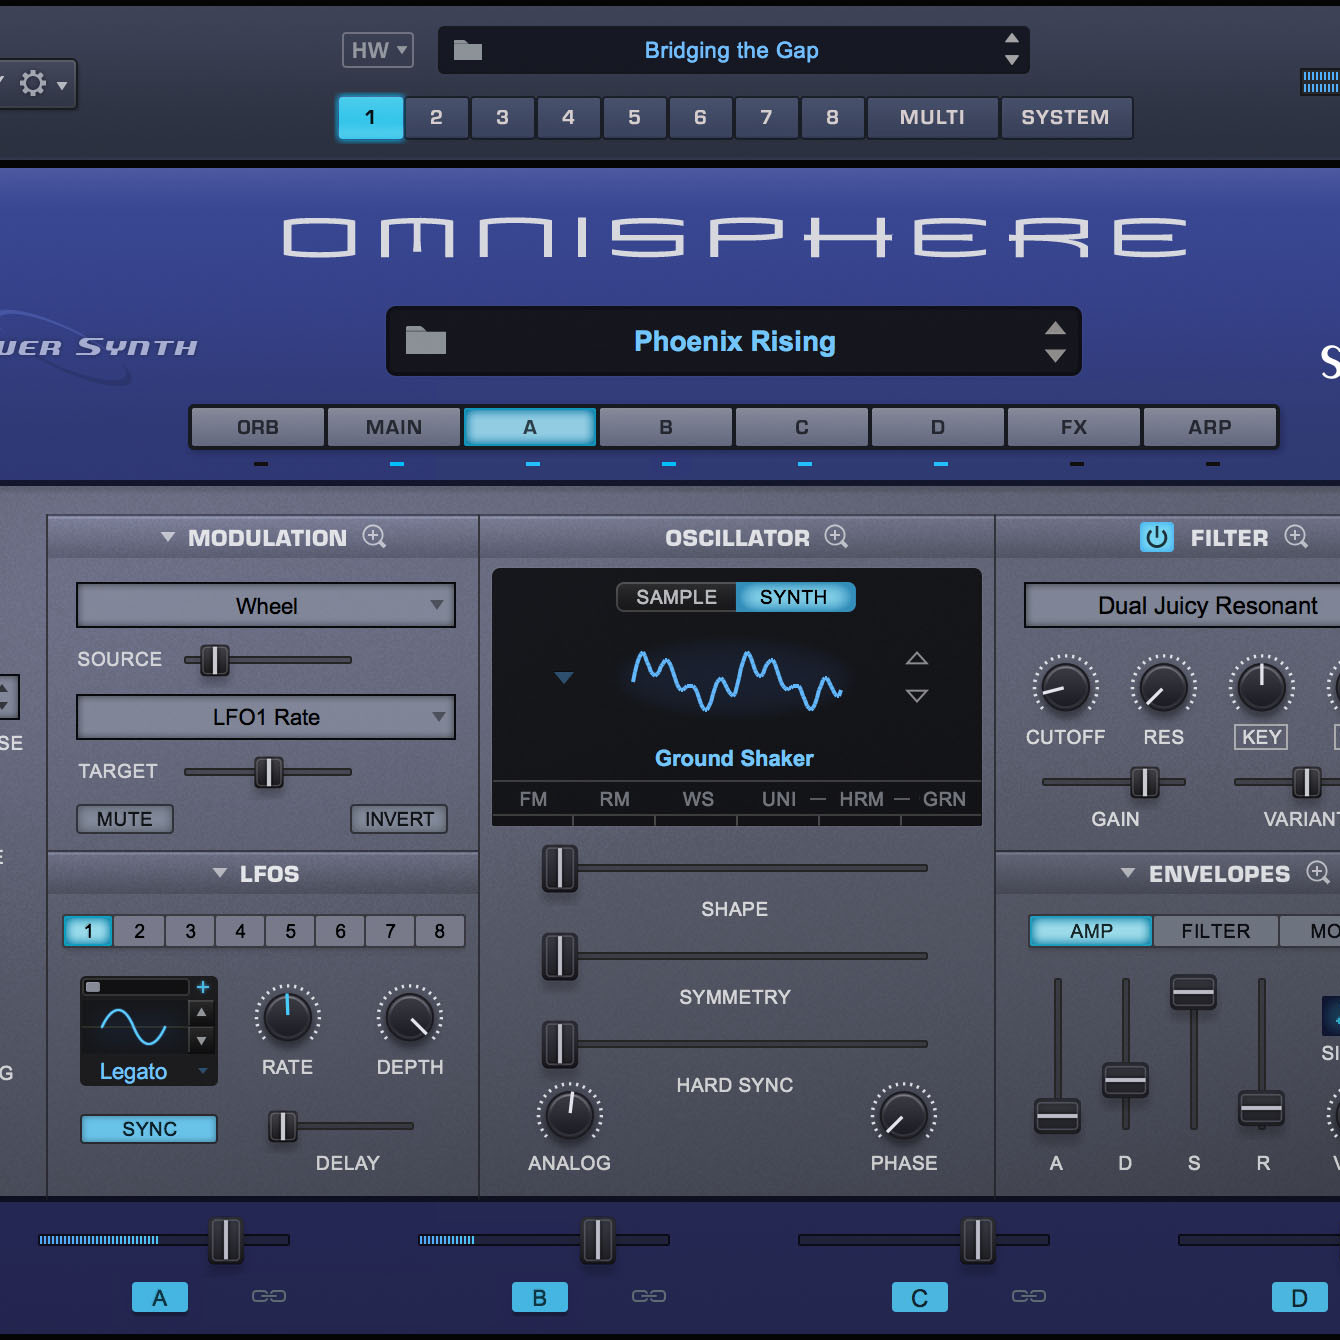 HW
Bridging the Gap
1 2 3 4 5 6 7 8 MULTI SYSTEM
OMNISPHERE
SYNTH
Phoenix Rising
ORB MAIN A B C D FX ARP
MODULATION
Wheel
SOURCE
LFO1 Rate
TARGET
MUTE INVERT
LFOS
1 2 3 4 5 6 7 8
Legato
RATE
DEPTH
SYNC
DELAY
OSCILLATOR
SAMPLE SYNTH
Ground Shaker
FM RM WS UNI — HRM — GRN
SHAPE
SYMMETRY
HARD SYNC
ANALOG
PHASE
FILTER
Dual Juicy Resonant
CUTOFF RES KEY
GAIN
ENVELOPES
AMP FILTER
A D S R
A
B
C
D